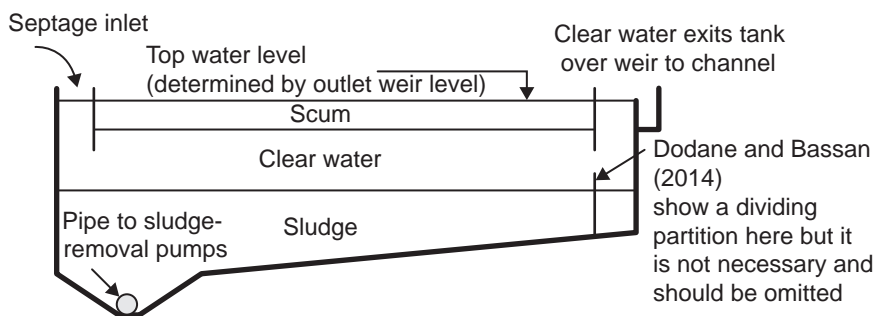 Septage inlet
Top water level
(determined by outlet weir level)
Clear water exits tank
over weir to channel
Scum
Clear water
Dodane and Bassan
(2014)
show a dividing
partition here but it
is not necessary and
should be omitted
Pipe to sludge-
removal pumps
Sludge